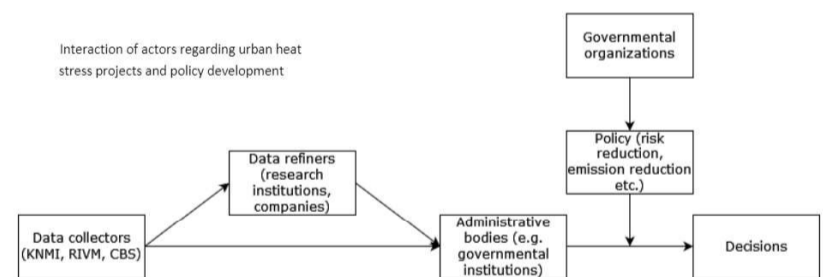 Interaction of actors regarding urban heat
stress projects and policy development
Governmental
organizations
Policy (risk
reduction,
emission reduction
etc.)
Data refiners
(research
institutions,
companies)
Data collectors
(KNMI, RIVM, CBS)
Administrative
bodies (e.g.
governmental
institutions)
Decisions